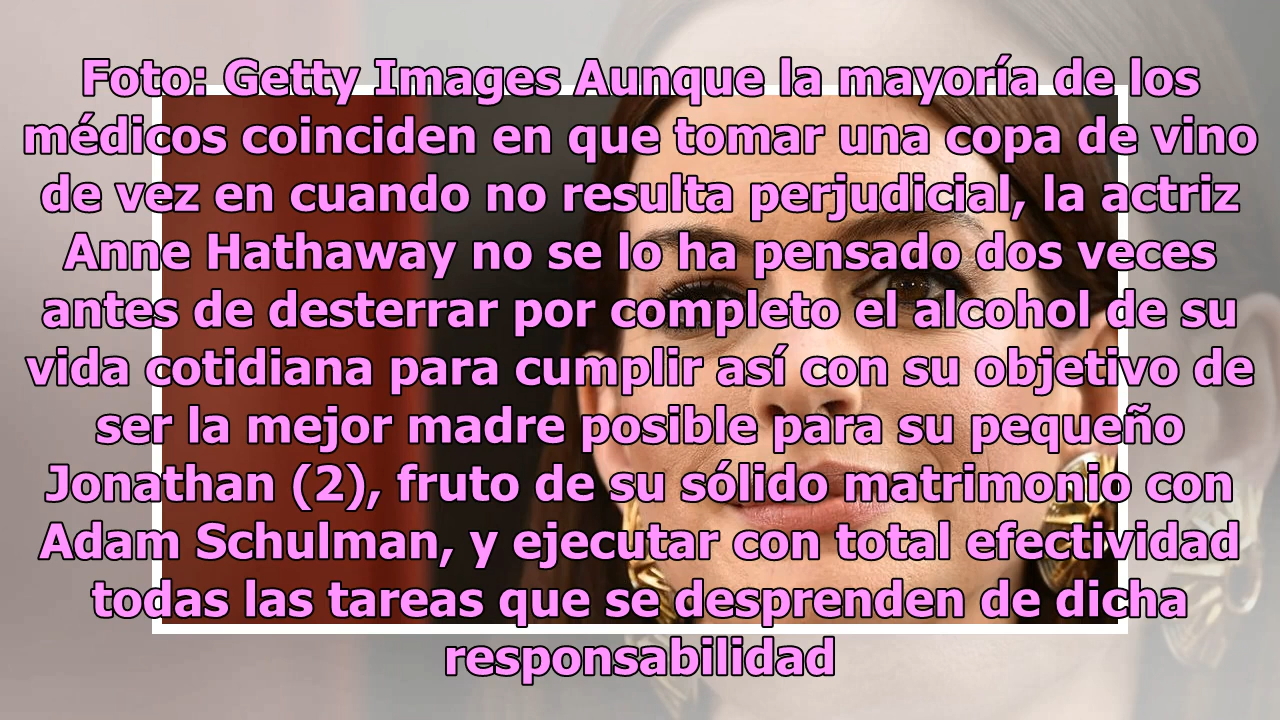 Foto: Getty Images Aunque la mayoría de los
médicos coinciden en que tomar una copa de vino
de vez en cuando no resulta perjudicial, la actriz
Anne Hathaway no se lo ha pensado dos veces
antes de desterrar por completo el alcohol de su
vida cotidiana para cumplir así con su objetivo de
ser la mejor madre posible para su pequeño
Jonathan (2), fruto de su sólido matrimonio con
Adam Schulman, y ejecutar con total efectividad
todas las tareas que se desprenden de dicha
responsabilidad